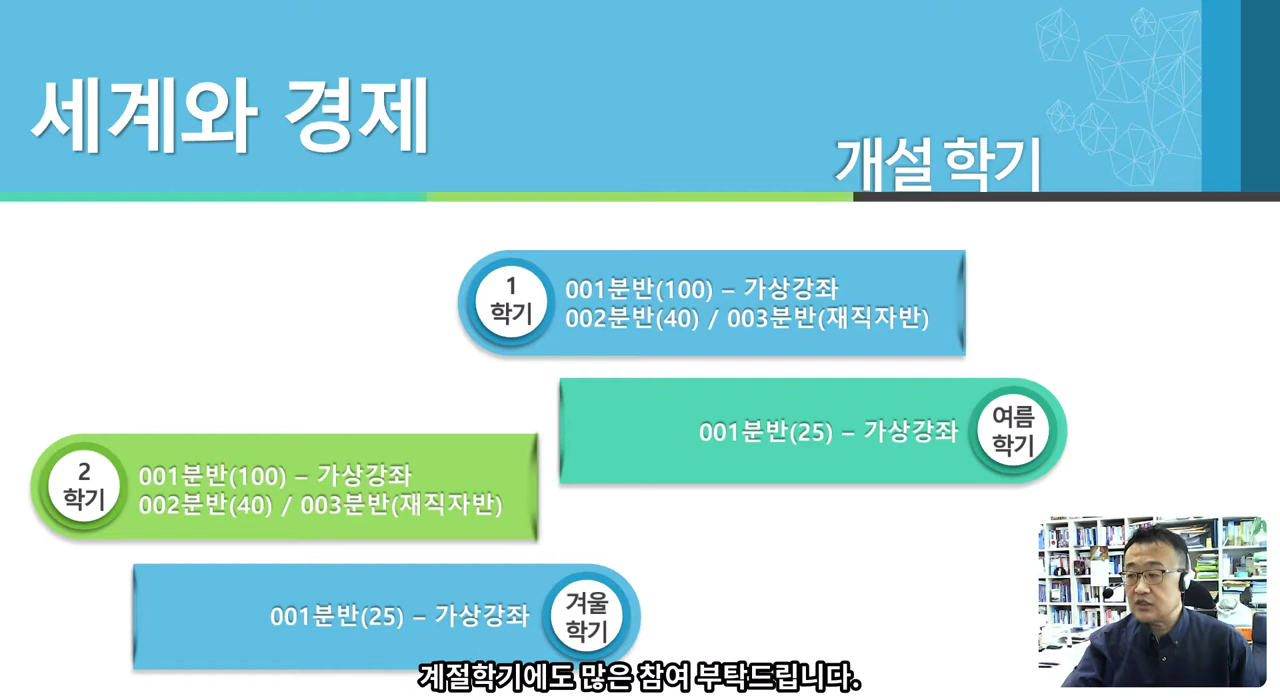 세계와 경제
개설 학기
1
학기
001분반(100) – 가상강좌
002분반(40) / 003분반(재직자반)
001분반(25) – 가상강좌
여름
학기
2
학기
001분반(100) – 가상강좌
002분반(40) / 003분반(재직자반)
001분반(25) – 가상강좌
겨울
학기
계절학기에도 많은 참여 부탁드립니다.